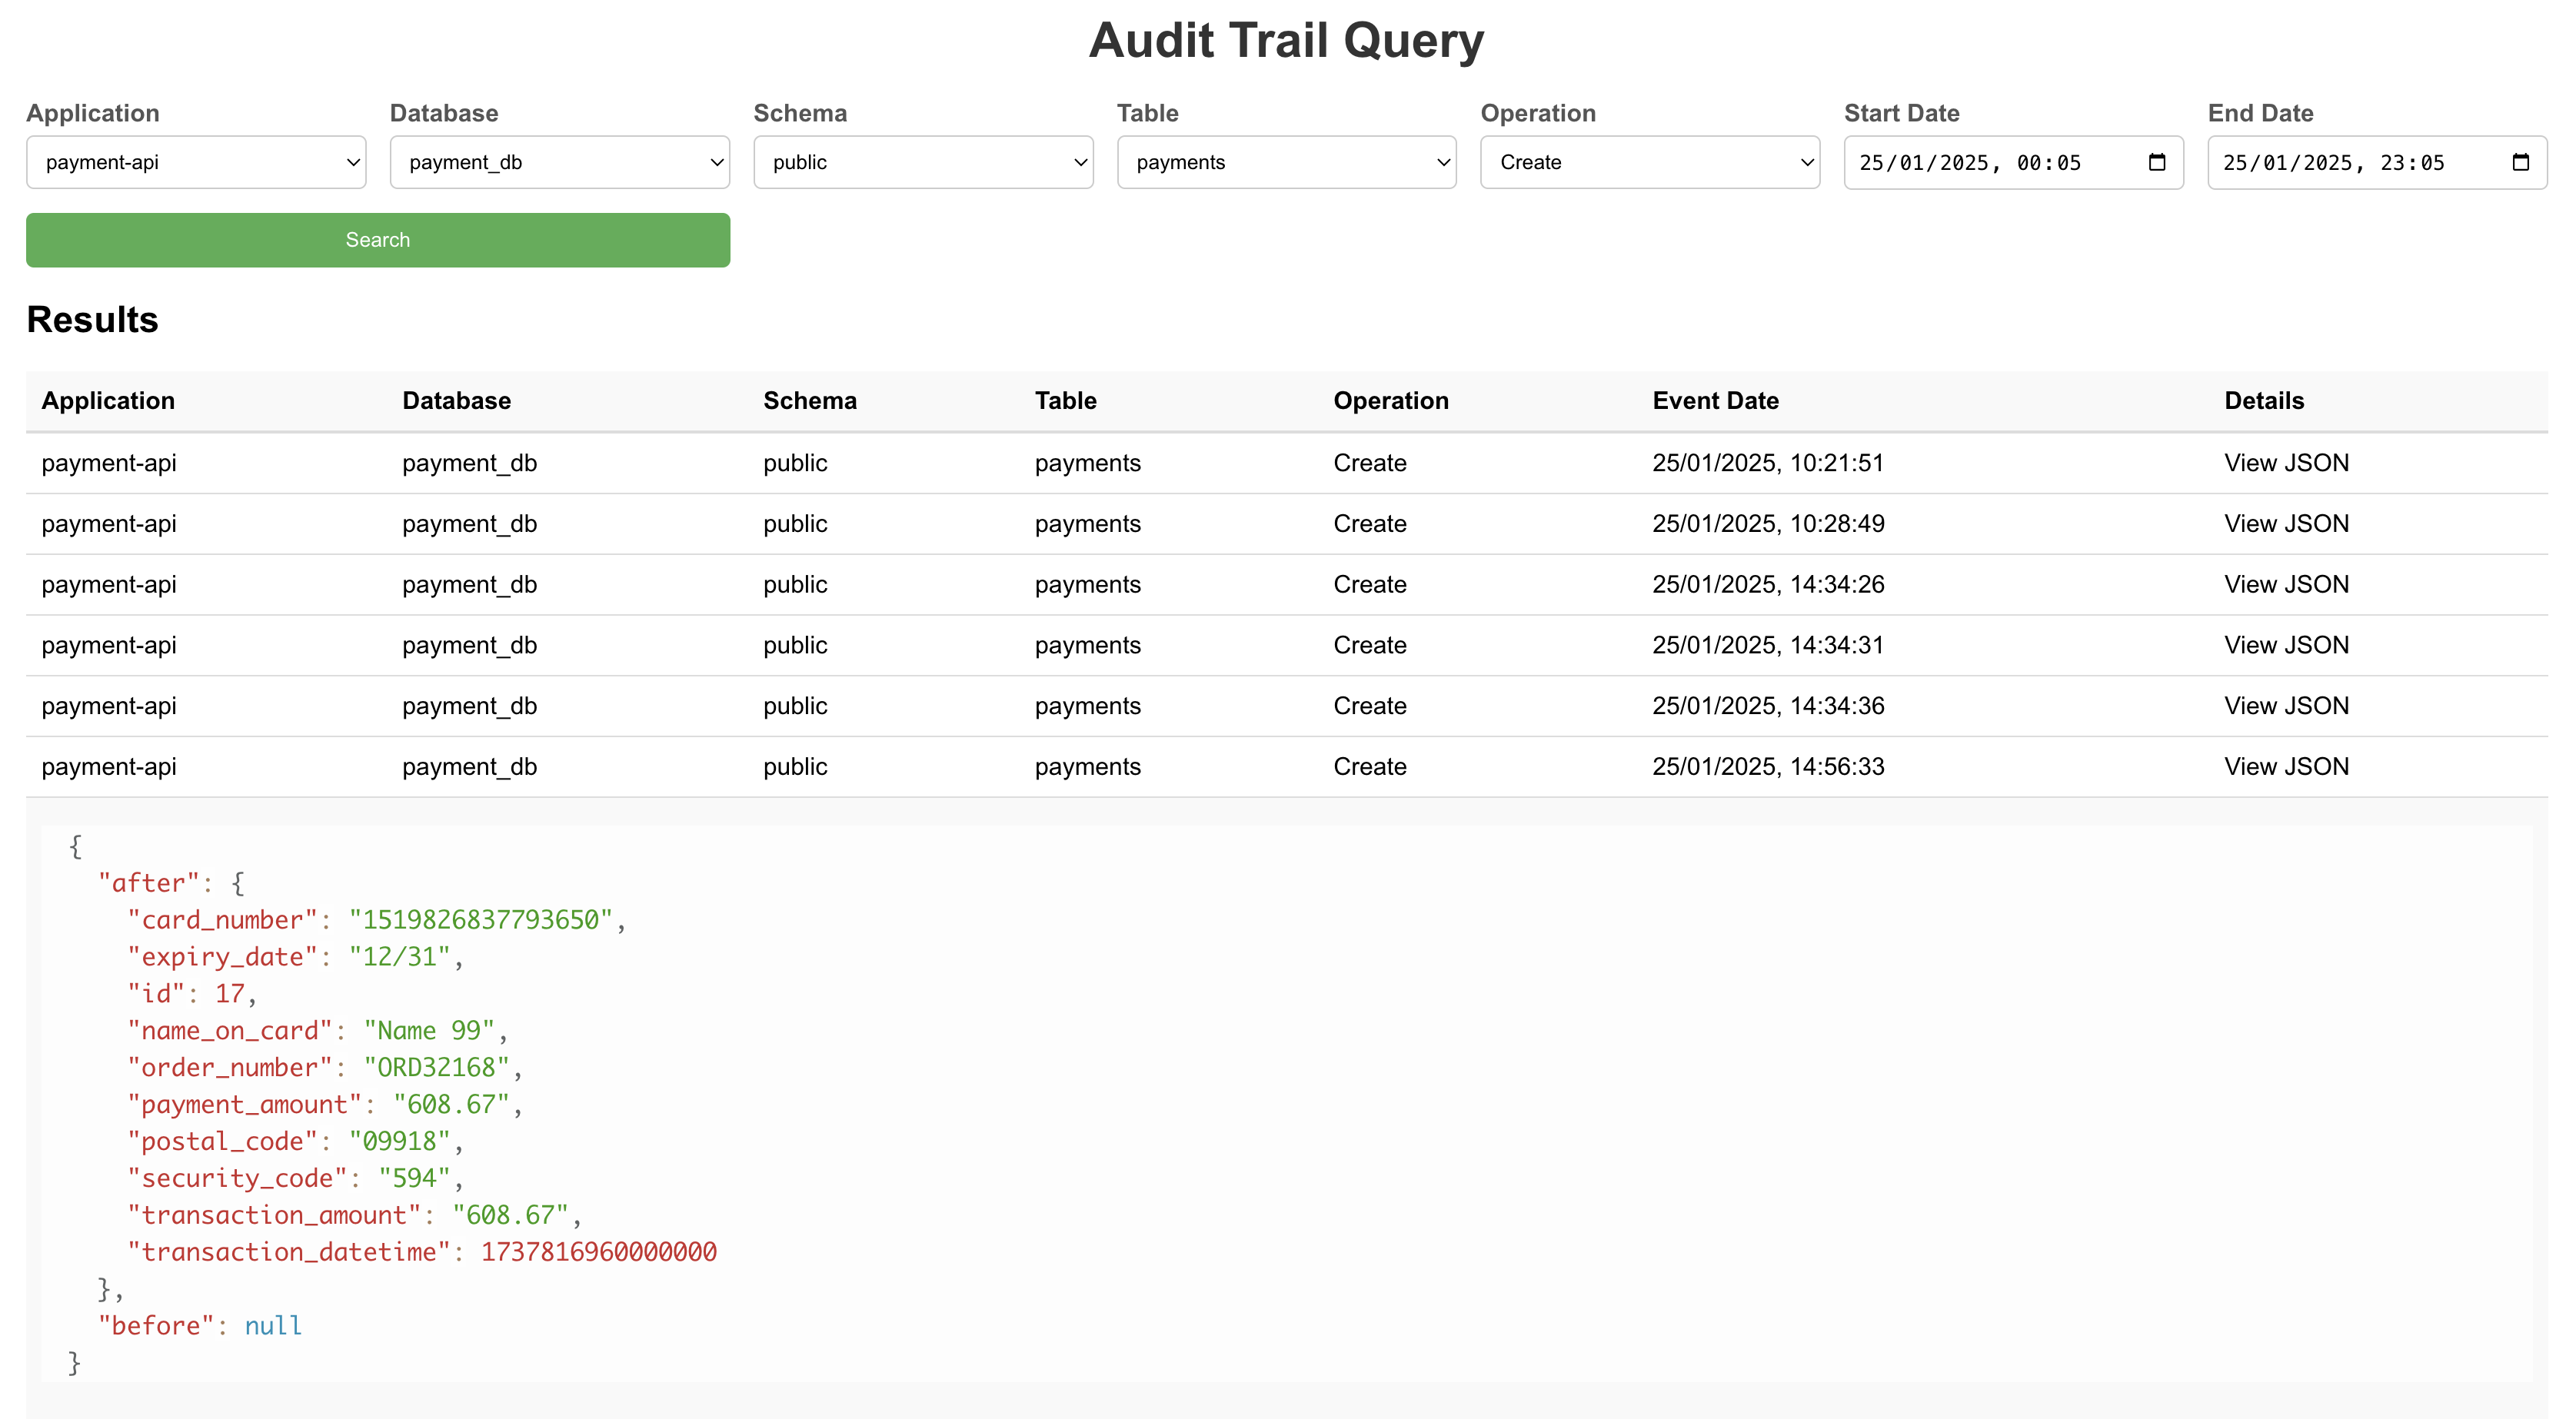 Audit Trail Query
Application Database Schema Table Operation Start Date End Date
payment-api payment_db public payments Create 25/01/2025, 00:05 25/01/2025, 23:05
Search
Results
Application Database Schema Table Operation Event Date Details
payment-api payment_db public payments Create 25/01/2025, 10:21:51 View JSON
payment-api payment_db public payments Create 25/01/2025, 10:28:49 View JSON
payment-api payment_db public payments Create 25/01/2025, 14:34:26 View JSON
payment-api payment_db public payments Create 25/01/2025, 14:34:31 View JSON
payment-api payment_db public payments Create 25/01/2025, 14:34:36 View JSON
payment-api payment_db public payments Create 25/01/2025, 14:56:33 View JSON
{
  "after": {
    "card_number": "1519826837793650",
    "expiry_date": "12/31",
    "id": 17,
    "name_on_card": "Name 99",
    "order_number": "ORD32168",
    "payment_amount": "608.67",
    "postal_code": "09918",
    "security_code": "594",
    "transaction_amount": "608.67",
    "transaction_datetime": 1737816960000000
  },
  "before": null
}